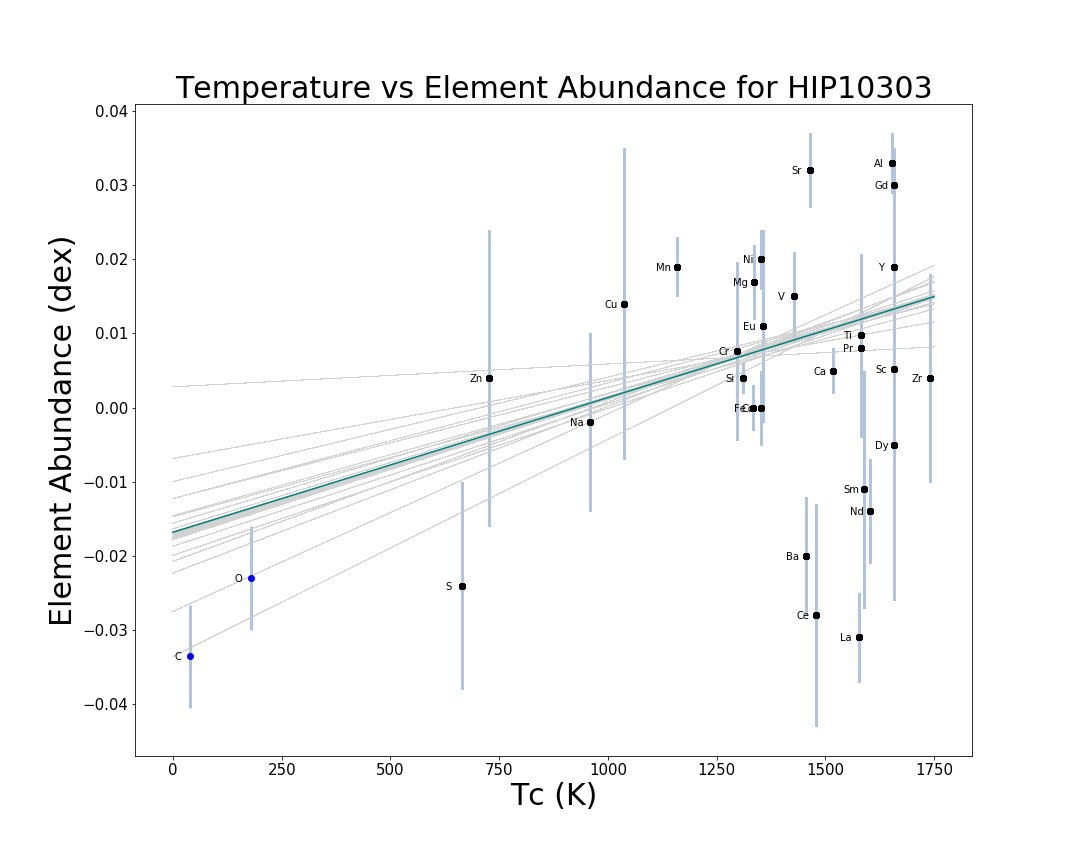 Temperature vs Element Abundance for HIP10303
Element Abundance (dex)
0.04
0.03
0.02
0.01
0.00
−0.01
−0.02
−0.03
−0.04
Al
Sr
Gd
Ni
Mn
Y
Mg
V
Cu
Eu
Ti
Cr
Pr
Ca
Sc
Zn
Si
Zr
Fe
Na
Dy
Sm
Nd
Ba
O
S
Ce
La
C
0
250
500
750
1000
1250
1500
1750
Tc (K)